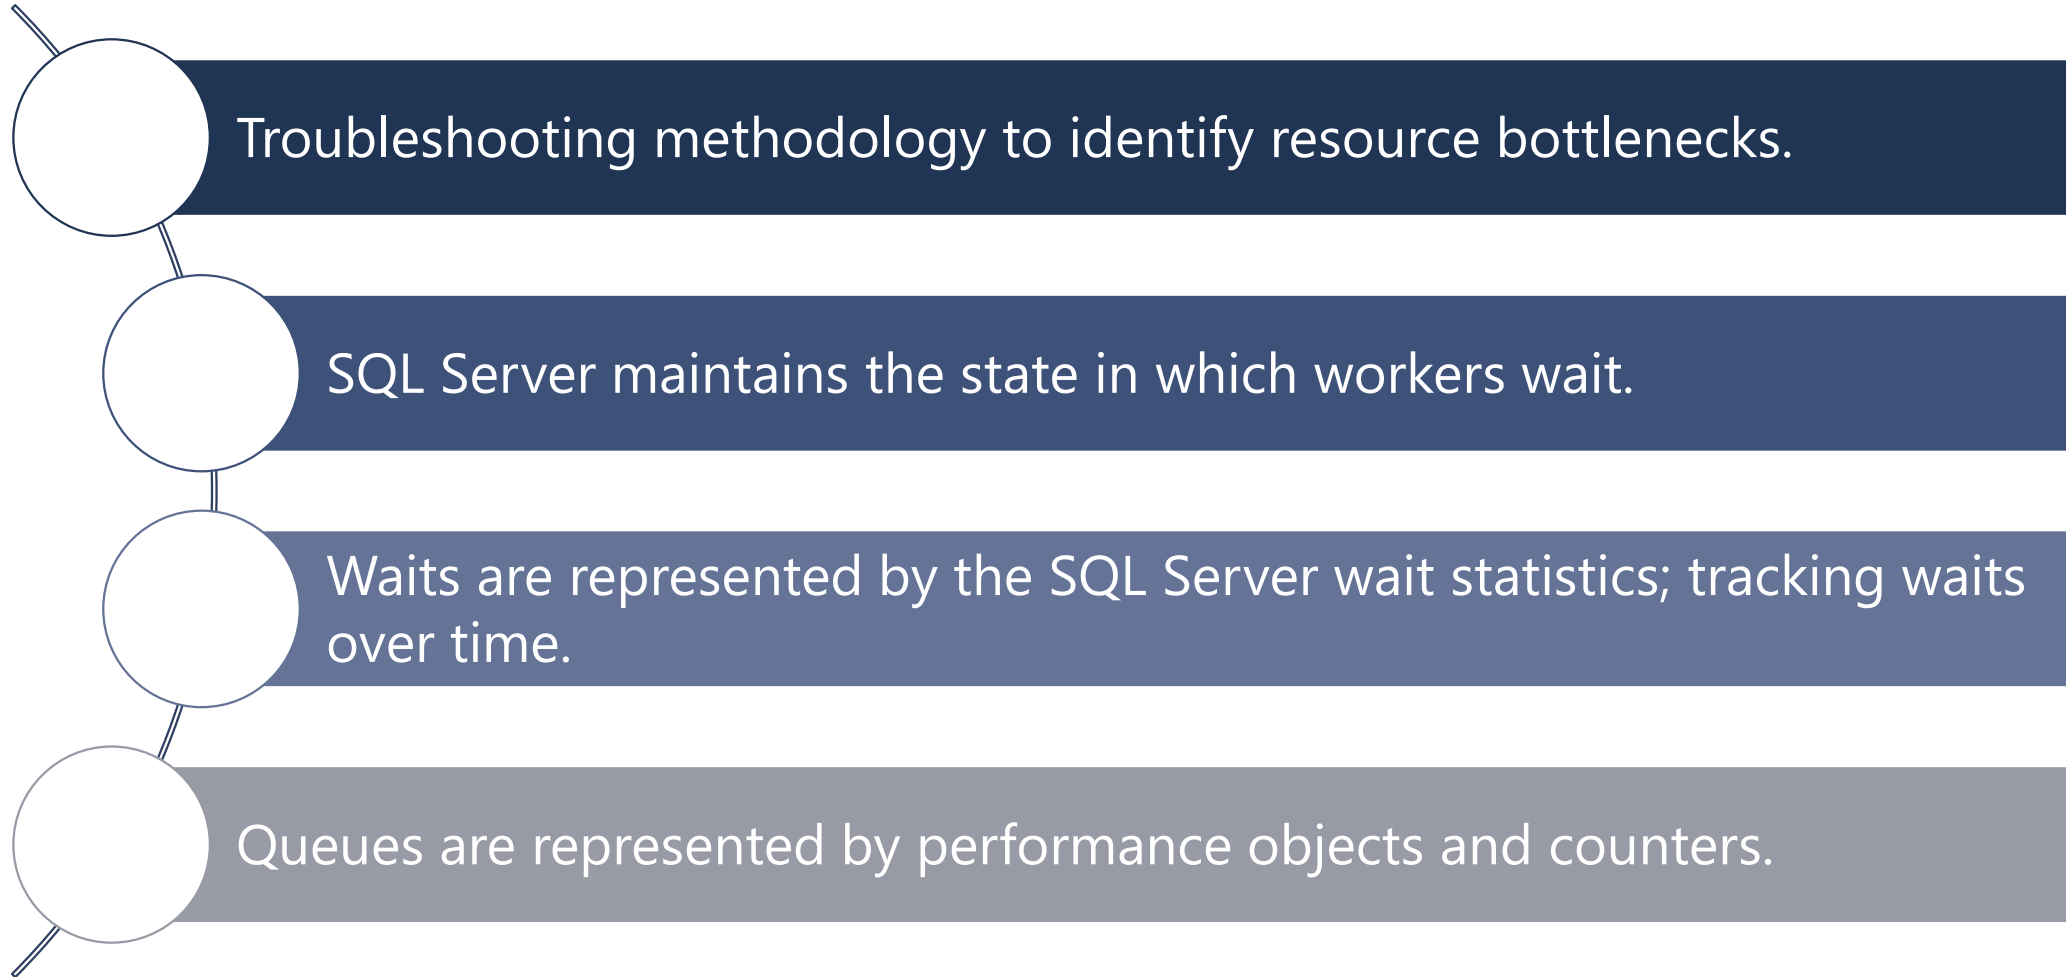 Troubleshooting methodology to identify resource bottlenecks.
SQL Server maintains the state in which workers wait.
Waits are represented by the SQL Server wait statistics; tracking waits
over time.
Queues are represented by performance objects and counters.